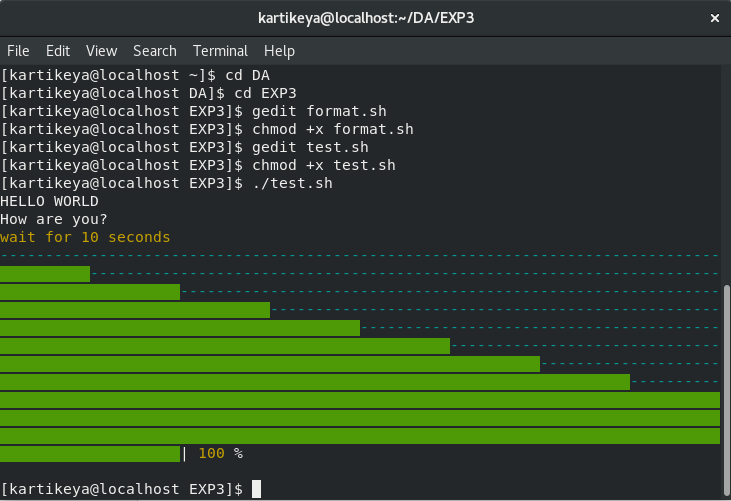 kartikeya@localhost:~/DA/EXP3
File Edit View Search Terminal Help
[kartikeya@localhost ~]$ cd DA
[kartikeya@localhost DA]$ cd EXP3
[kartikeya@localhost EXP3]$ gedit format.sh
[kartikeya@localhost EXP3]$ chmod +x format.sh
[kartikeya@localhost EXP3]$ gedit test.sh
[kartikeya@localhost EXP3]$ chmod +x test.sh
[kartikeya@localhost EXP3]$ ./test.sh
HELLO WORLD
How are you?
wait for 10 seconds
| 100 %
[kartikeya@localhost EXP3]$